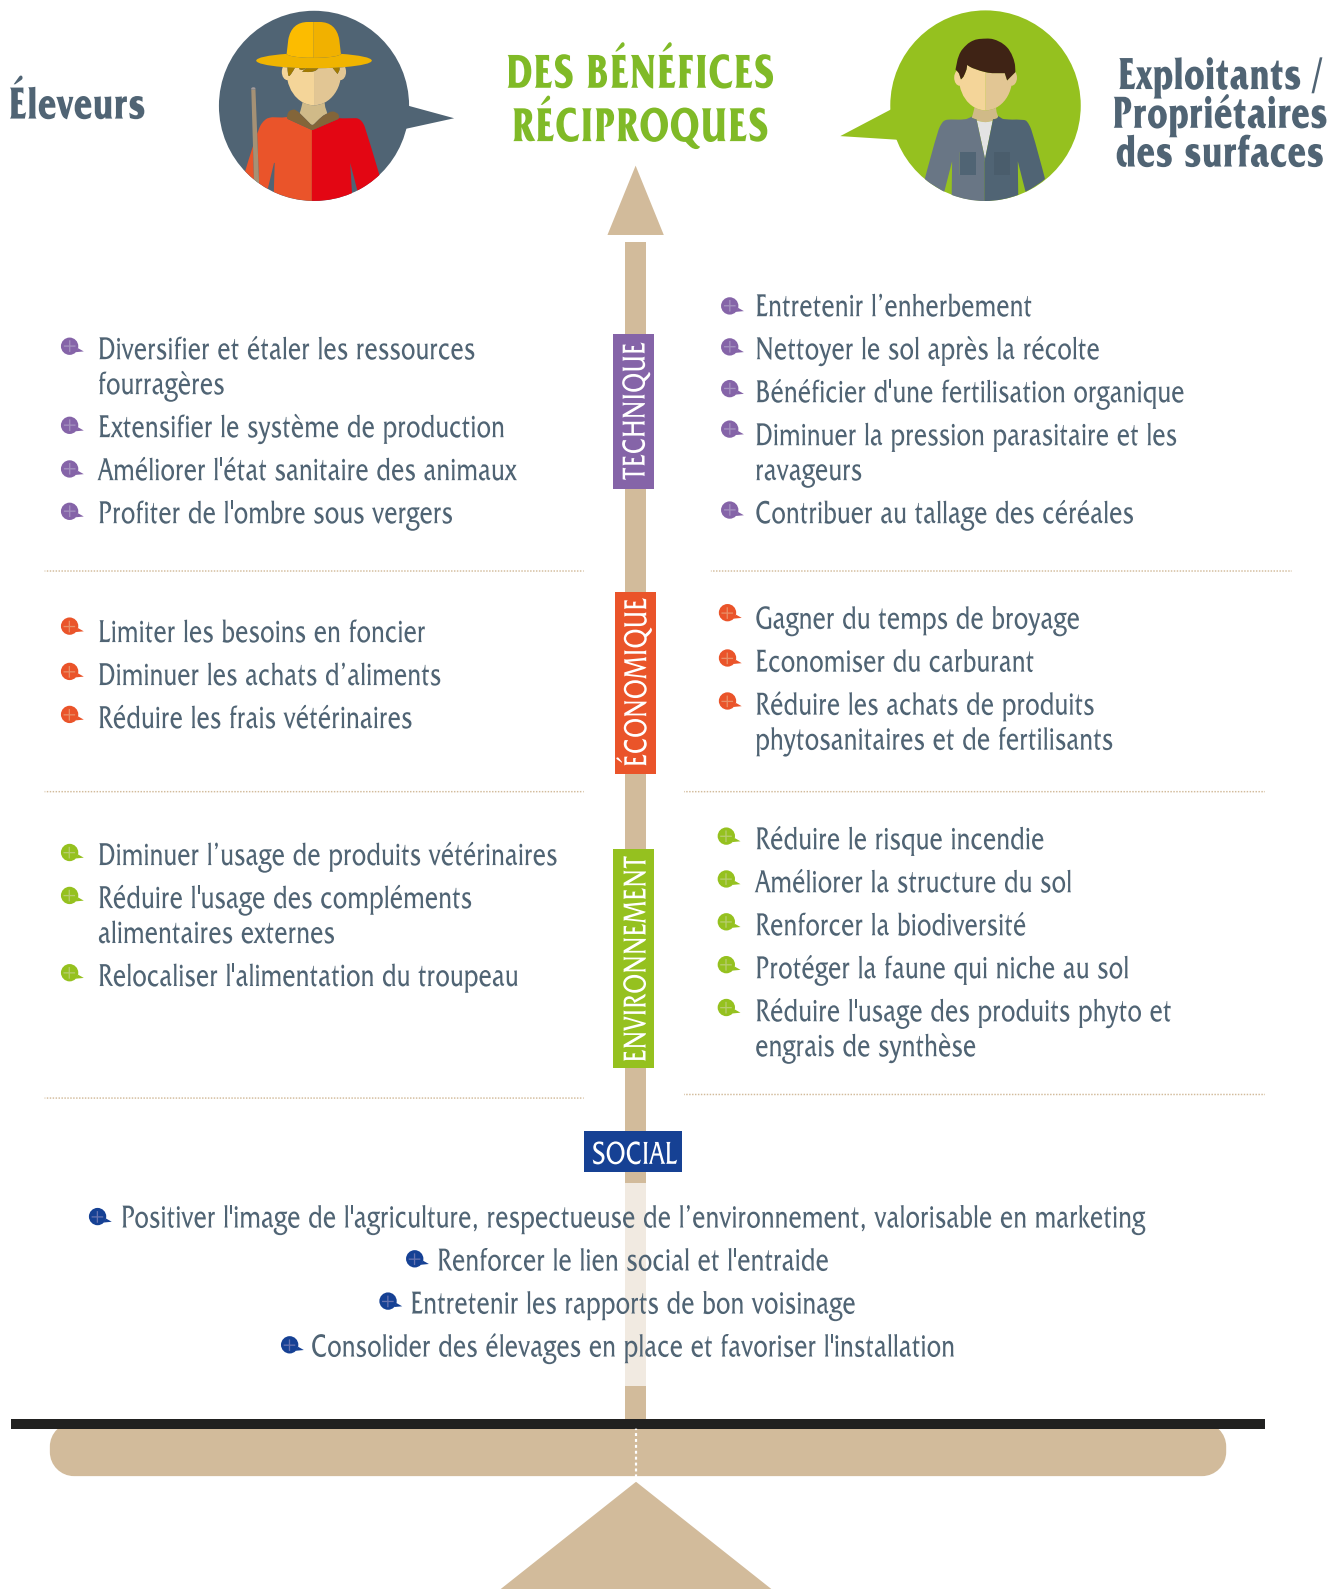 Éleveurs
DES BÉNÉFICES
RÉCIPROQUES
Exploitants /
Propriétaires
des surfaces
TECHNIQUE
Diversifier et étaler les ressources
fourragères
Extensifier le système de production
Améliorer l'état sanitaire des animaux
Profiter de l'ombre sous vergers
Entretenir l’enherbement
Nettoyer le sol après la récolte
Bénéficier d'une fertilisation organique
Diminuer la pression parasitaire et les
ravageurs
Contribuer au tallage des céréales
ÉCONOMIQUE
Limiter les besoins en foncier
Diminuer les achats d’aliments
Réduire les frais vétérinaires
Gagner du temps de broyage
Economiser du carburant
Réduire les achats de produits
phytosanitaires et de fertilisants
ENVIRONNEMENT
Diminuer l’usage de produits vétérinaires
Réduire l'usage des compléments
alimentaires externes
Relocaliser l'alimentation du troupeau
Réduire le risque incendie
Améliorer la structure du sol
Renforcer la biodiversité
Protéger la faune qui niche au sol
Réduire l'usage des produits phyto et
engrais de synthèse
SOCIAL
Positiver l'image de l'agriculture, respectueuse de l’environnement, valorisable en marketing
Renforcer le lien social et l'entraide
Entretenir les rapports de bon voisinage
Consolider des élevages en place et favoriser l'installation